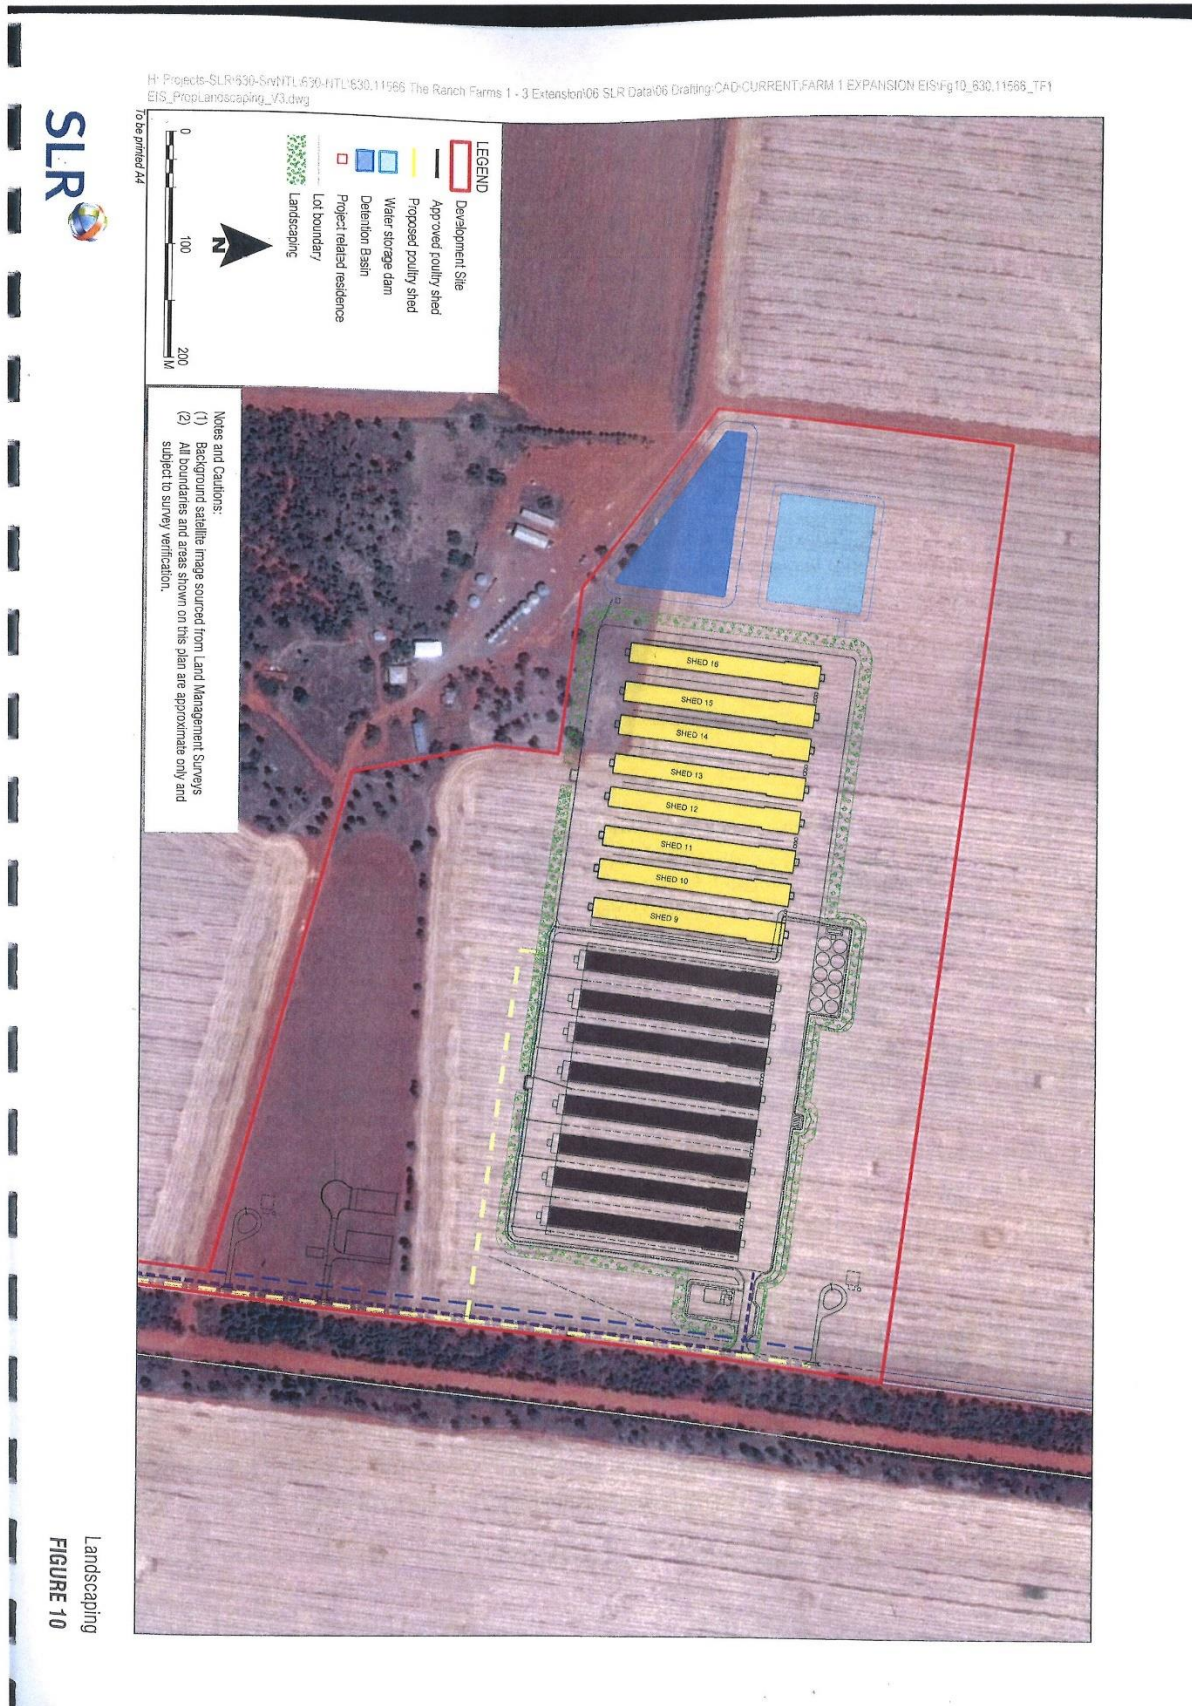 H: Projects-SLR\630-SrvNTL\630-NTL\630.11566 The Ranch Farms 1 - 3 Extension\06 SLR Data\06 Drafting\CAD\CURRENT\FARM 1 EXPANSION EIS\Fg10_630.11566_TF1
EIS_PropLandscaping_V3.dwg
LEGEND
Development Site
Approved poultry shed
Proposed poultry shed
Water storage dam
Detention Basin
Project related residence
Lot boundary
Landscaping
N
0
100
200
M
To be printed A4
SLR
Notes and Cautions:
(1) Background satellite image sourced from Land Management Surveys
(2) All boundaries and areas shown on this plan are approximate only and
subject to survey verification.
SHED 16
SHED 15
SHED 14
SHED 13
SHED 12
SHED 11
SHED 10
SHED 9
Landscaping
FIGURE 10